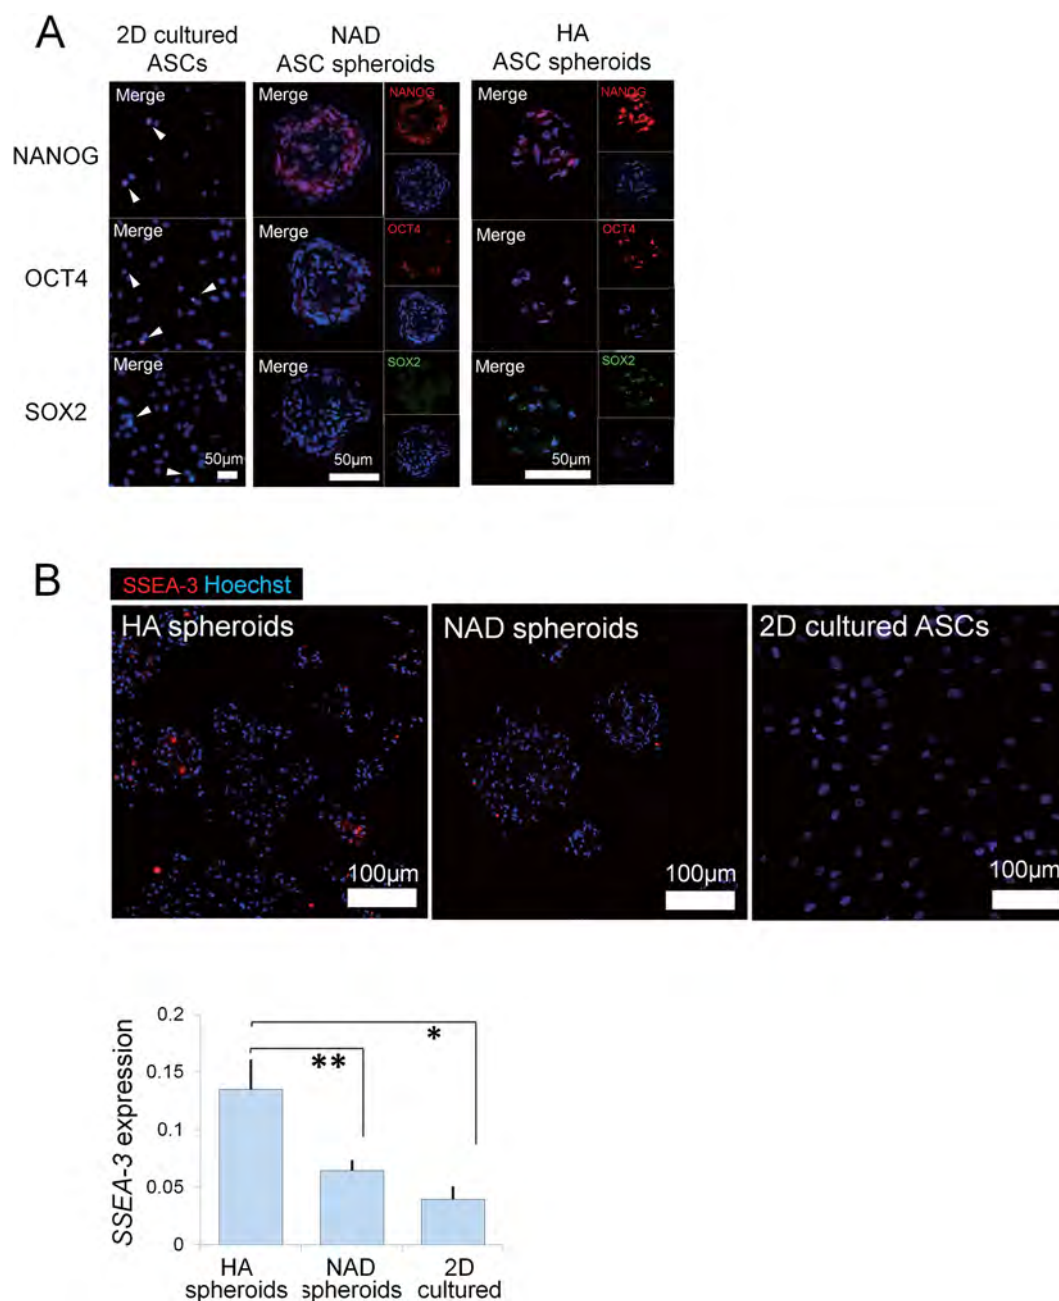 A
2D cultured
ASCs
NAD
ASC spheroids
HA
ASC spheroids
NANOG
Merge
Merge
NANOG
Merge
NANOG
OCT4
Merge
Merge
OCT4
Merge
OCT4
SOX2
Merge
50µm
Merge
50µm
SOX2
Merge
50µm
SOX2
B
SSEA-3 Hoechst
HA spheroids
100µm
NAD spheroids
100µm
2D cultured ASCs
100µm
SSEA-3 expression
0.2
0.15
0.1
0.05
0
*
**
HA
spheroids
NAD
spheroids
2D
cultured